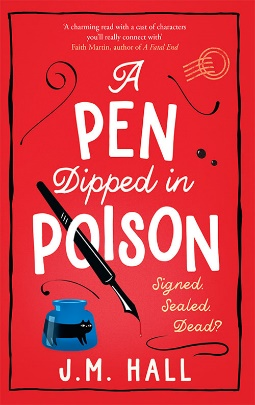 'A charming read with a cast of characters
you'll really connect with'
Faith Martin, author of A Fatal End
A
PEN
Dipped in
POISON
Signed.
Sealed.
Dead?
J.M. HALL